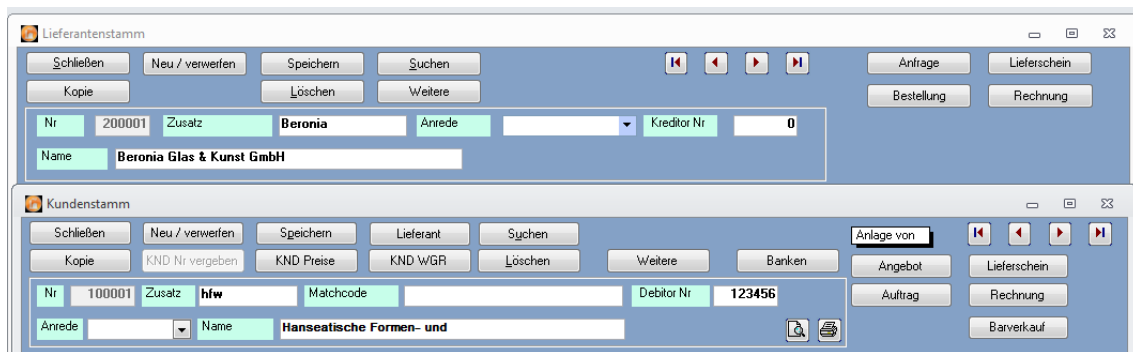 Lieferantenstamm
Schließen Neu / verwerfen Speichern Suchen Anfrage Lieferschein
Kopie Löschen Weitere Bestellung Rechnung
Nr 200001 Zusatz Beronia Anrede Kreditor Nr 0
Name Beronia Glas & Kunst GmbH
Kundenstamm
Schließen Neu / verwerfen Speichern Lieferant Suchen Anlage von
Kopie KND Nr vergeben KND Preise KND WGR Löschen Weitere Banken Angebot Lieferschein
Nr 100001 Zusatz hfw Matchcode Debitor Nr 123456 Auftrag Rechnung
Anrede Name Hanseatische Formen- und Barverkauf